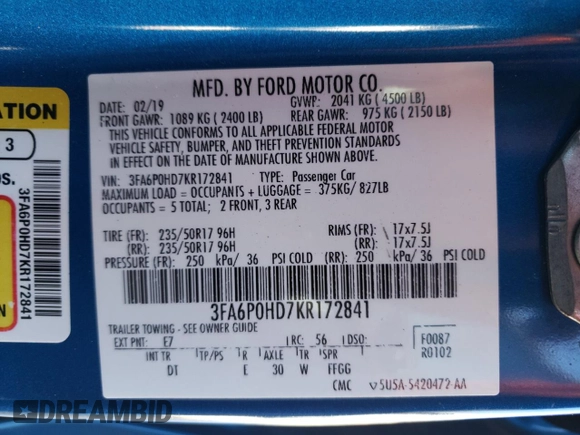 MFD. BY FORD MOTOR CO.
DATE: 02/19 GVWR: 2041 KG ( 4500 LB)
FRONT GAWR: 1089 KG ( 2400 LB) REAR GAWR: 975 KG ( 2150 LB)
THIS VEHICLE CONFORMS TO ALL APPLICABLE FEDERAL MOTOR
VEHICLE SAFETY, BUMPER, AND THEFT PREVENTION STANDARDS
IN EFFECT ON THE DATE OF MANUFACTURE SHOWN ABOVE.
VIN: 3FA6P0HD7KR172841 TYPE: Passenger Car
MAXIMUM LOAD = OCCUPANTS + LUGGAGE = 375KG/ 827LB
OCCUPANTS = 5 TOTAL; 2 FRONT, 3 REAR
TIRE (FR): 235/50R17 96H RIMS (FR): 17x7.5J
(RR): 235/50R17 96H (RR): 17x7.5J
PRESSURE (FR): 250 kPa/ 36 PSI COLD (RR): 250 kPa/ 36 PSI COLD
3FA6P0HD7KR172841
TRAILER TOWING - SEE OWNER GUIDE
EXT PNT: E7 RC: 56 DSO: F0087
R0102
INT TR TP/PS R AXLE TR SPR
DT E 30 W FFGG
CMC 5U5A-5420472-AA
ATION
3
OS.
3FA6P0HD7KR172841
N
DREAMBID